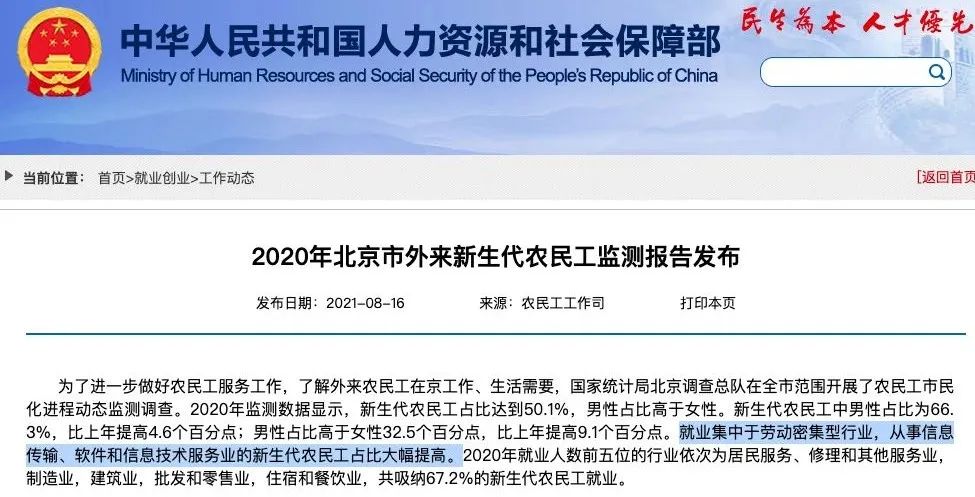 中华人民共和国人力资源和社会保障部
Ministry of Human Resources and Social Security of the People's Republic of China
民生為本 人才優先
当前位置： 首页>就业创业>工作动态
[返回首页
2020年北京市外来新生代农民工监测报告发布
发布日期：2021-08-16 来源：农民工工作司 打印本页
为了进一步做好农民工服务工作，了解外来农民工在京工作、生活需要，国家统计局北京调查总队在全市范围开展了农民工市民
化进程动态监测调查。2020年监测数据显示，新生代农民工占比达到50.1%，男性占比高于女性。新生代农民工中男性占比为66.
3%，比上年提高4.6个百分点；男性占比高于女性32.5个百分点，比上年提高9.1个百分点。就业集中于劳动密集型行业，从事信息
传输、软件和信息技术服务业的新生代农民工占比大幅提高。2020年就业人数前五位的行业依次为居民服务、修理和其他服务业，
制造业，建筑业，批发和零售业，住宿和餐饮业，共吸纳67.2%的新生代农民工就业。